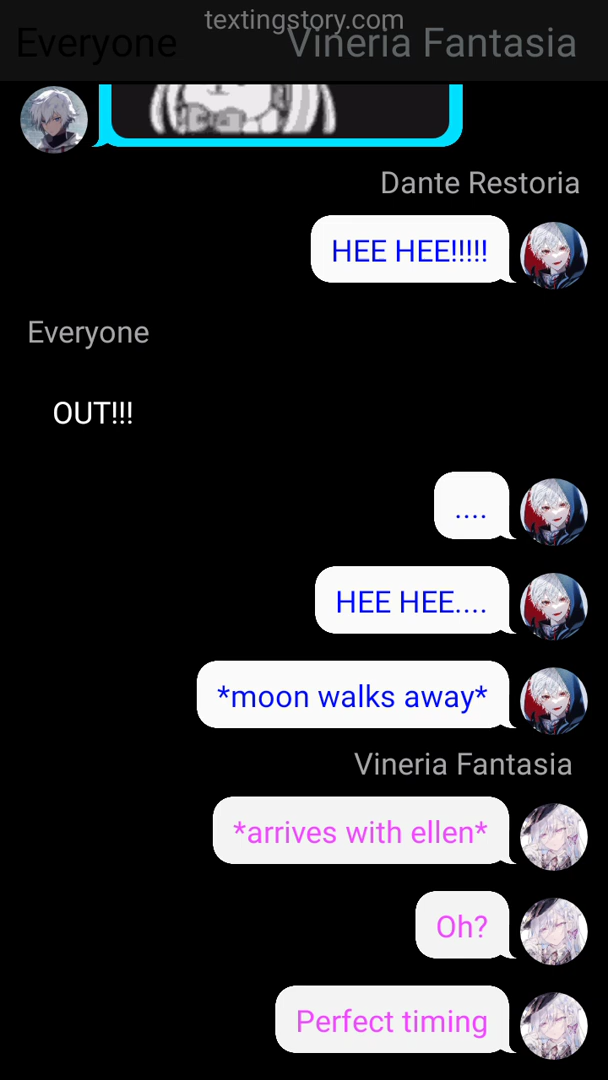 textingstory.com
Everyone
Vineria Fantasia
Dante Restoria
HEE HEE!!!!!
Everyone
OUT!!!
....
HEE HEE....
*moon walks away*
Vineria Fantasia
*arrives with ellen*
Oh?
Perfect timing